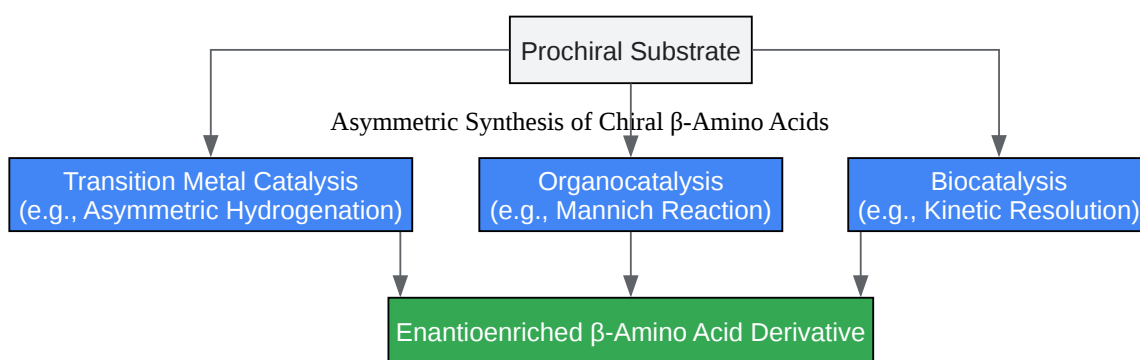 Prochiral Substrate
Asymmetric Synthesis of Chiral β-Amino Acids
Transition Metal Catalysis
(e.g., Asymmetric Hydrogenation)
Organocatalysis
(e.g., Mannich Reaction)
Biocatalysis
(e.g., Kinetic Resolution)
Enantioenriched β-Amino Acid Derivative